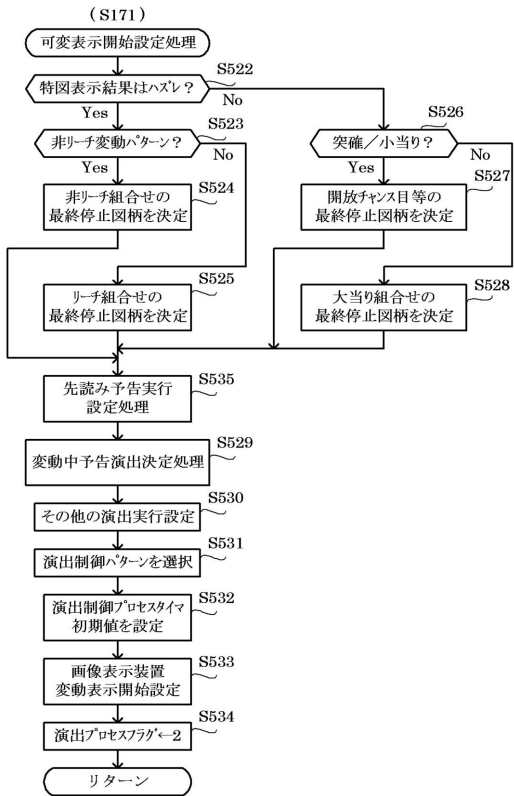 (S171)
可変表示開始設定処理
S522
特図表示結果はハズレ？
Yes
No
S523
非リーチ変動パターン？
Yes
No
S524
非リーチ組合せの
最終停止図柄を決定
S525
リーチ組合せの
最終停止図柄を決定
S526
突確／小当り？
Yes
No
S527
開放チャンス目等の
最終停止図柄を決定
S528
大当り組合せの
最終停止図柄を決定
S535
先読み予告実行
設定処理
S529
変動中予告演出決定処理
S530
その他の演出実行設定
S531
演出制御パターンを選択
S532
演出制御プロセスタイマ
初期値を設定
S533
画像表示装置
変動表示開始設定
S534
演出プロセスフラグ←2
リターン